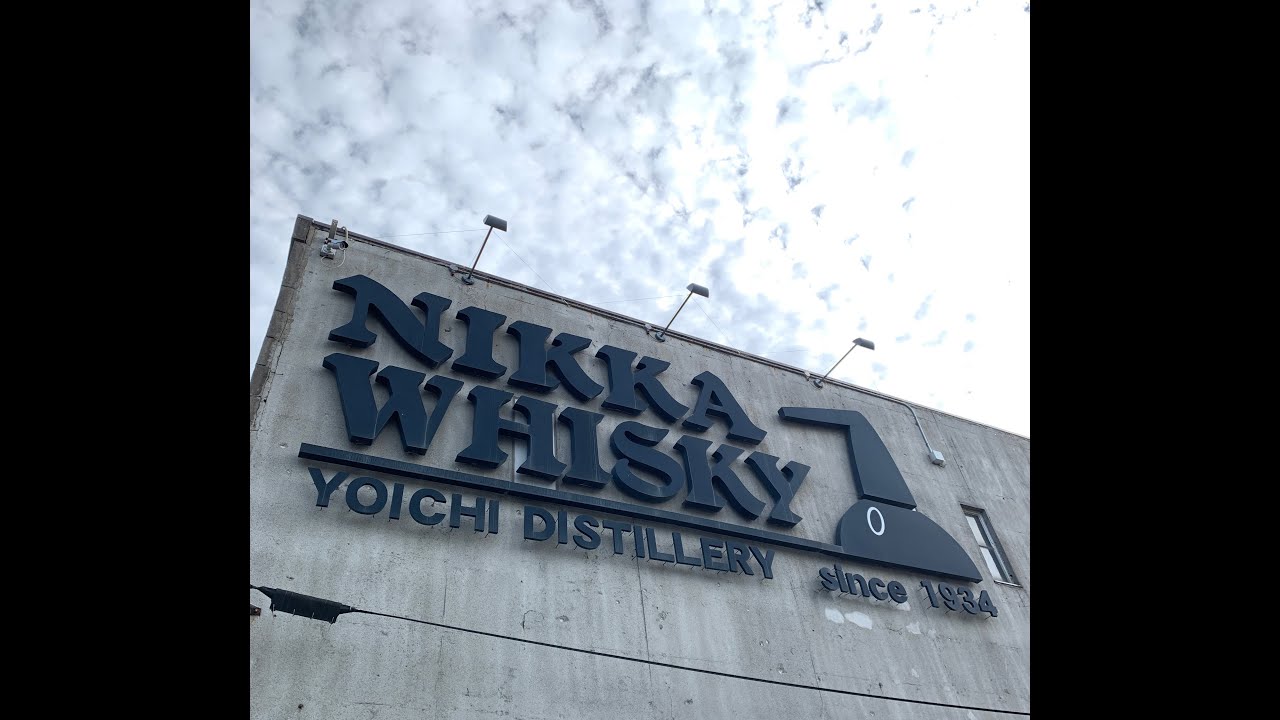 NIKKA
WHISKY
YOICHI DISTILLERY
since 1934